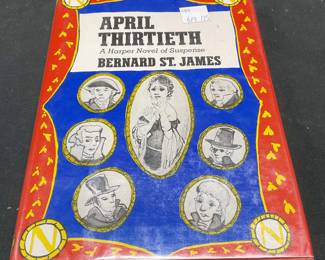 APRIL
THIRTIETH
A Harper Novel of Suspense
BERNARD ST. JAMES
N
N